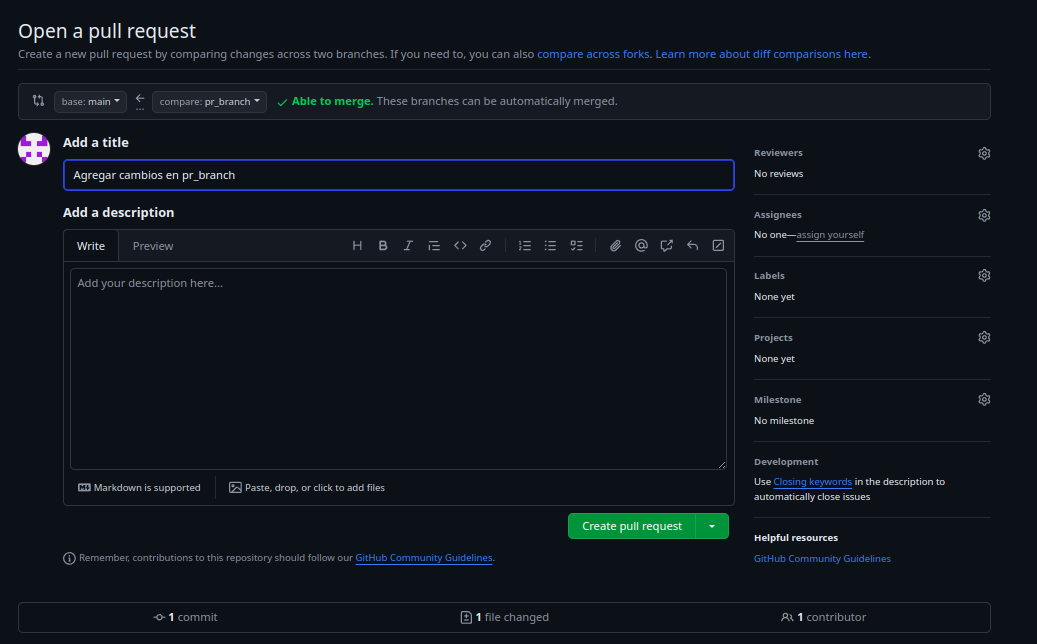 Open a pull request
Create a new pull request by comparing changes across two branches. If you need to, you can also compare across forks. Learn more about diff comparisons here.
base: main
compare: pr_branch
Able to merge. These branches can be automatically merged.
Add a title
Agregar cambios en pr_branch
Add a description
Write
Preview
H B I
Add your description here...
Markdown is supported
Paste, drop, or click to add files
Create pull request
Remember, contributions to this repository should follow our GitHub Community Guidelines.
Reviewers
No reviews
Assignees
No one—assign yourself
Labels
None yet
Projects
None yet
Milestone
No milestone
Development
Use Closing keywords in the description to
automatically close issues
Helpful resources
GitHub Community Guidelines
1 commit
1 file changed
1 contributor